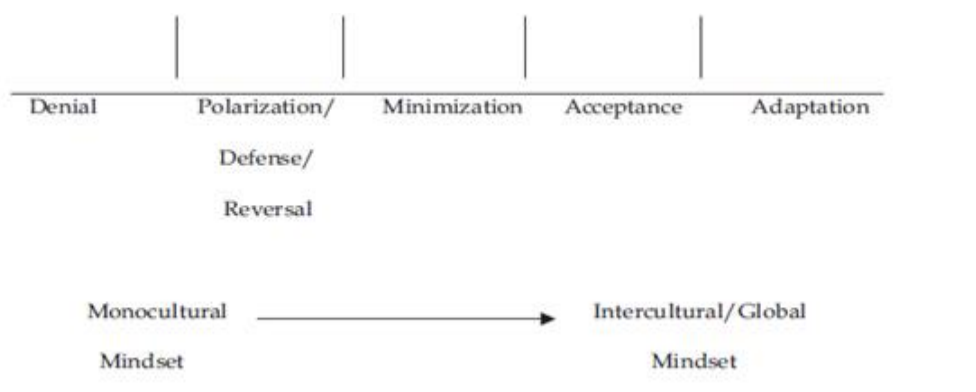 Denial Polarization/ Minimization Acceptance Adaptation
Defense/
Reversal
Monocultural Intercultural/Global
Mindset Mindset